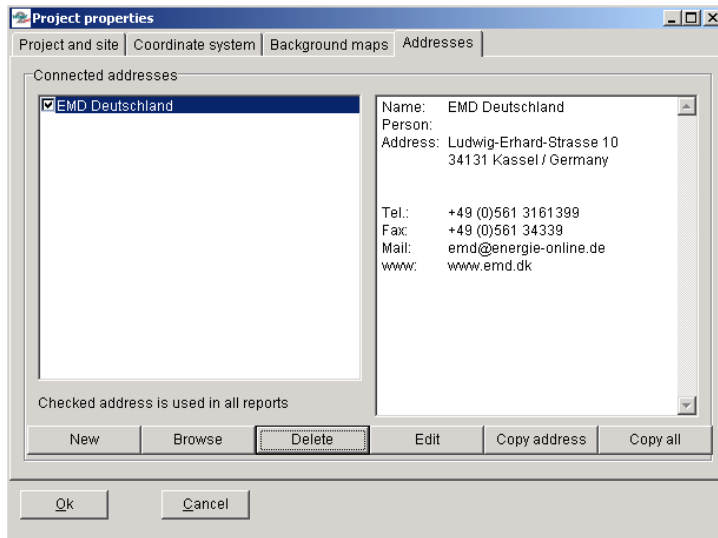 Project properties
Project and site Coordinate system Background maps Addresses
Connected addresses
EMD Deutschland
Name: EMD Deutschland
Person:
Address: Ludwig-Erhard-Strasse 10
34131 Kassel / Germany
Tel.: +49 (0)561 3161399
Fax: +49 (0)561 34339
Mail: emd@energie-online.de
www: www.emd.dk
Checked address is used in all reports
New Browse Delete Edit Copy address Copy all
Ok Cancel